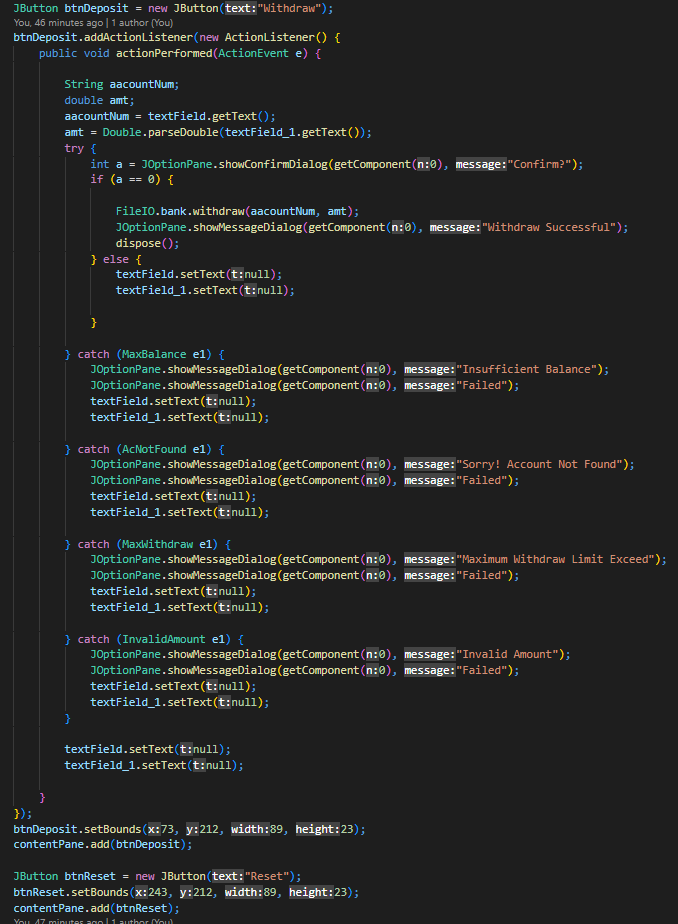 JButton btnDeposit = new JButton(text:"Withdraw");
You, 46 minutes ago | 1 author (You)
btnDeposit.addActionListener(new ActionListener() {
public void actionPerformed(ActionEvent e) {
String aacountNum;
double amt;
aacountNum = textField.getText();
amt = Double.parseDouble(textField_1.getText());
try {
int a = JOptionPane.showConfirmDialog(getComponent(n:0), message:"Confirm?");
if (a == 0) {
FileIO.bank.withdraw(aacountNum, amt);
JOptionPane.showMessageDialog(getComponent(n:0), message:"Withdraw Successful");
dispose();
} else {
textField.setText(t:null);
textField_1.setText(t:null);
}
} catch (MaxBalance e1) {
JOptionPane.showMessageDialog(getComponent(n:0), message:"Insufficient Balance");
JOptionPane.showMessageDialog(getComponent(n:0), message:"Failed");
textField.setText(t:null);
textField_1.setText(t:null);
} catch (AcNotFound e1) {
JOptionPane.showMessageDialog(getComponent(n:0), message:"Sorry! Account Not Found");
JOptionPane.showMessageDialog(getComponent(n:0), message:"Failed");
textField.setText(t:null);
textField_1.setText(t:null);
} catch (MaxWithdraw e1) {
JOptionPane.showMessageDialog(getComponent(n:0), message:"Maximum Withdraw Limit Exceed");
JOptionPane.showMessageDialog(getComponent(n:0), message:"Failed");
textField.setText(t:null);
textField_1.setText(t:null);
} catch (InvalidAmount e1) {
JOptionPane.showMessageDialog(getComponent(n:0), message:"Invalid Amount");
JOptionPane.showMessageDialog(getComponent(n:0), message:"Failed");
textField.setText(t:null);
textField_1.setText(t:null);
}
textField.setText(t:null);
textField_1.setText(t:null);
}
});
btnDeposit.setBounds(x:73, y:212, width:89, height:23);
contentPane.add(btnDeposit);
JButton btnReset = new JButton(text:"Reset");
btnReset.setBounds(x:243, y:212, width:89, height:23);
contentPane.add(btnReset);
You, 47 minutes ago | 1 author (You)